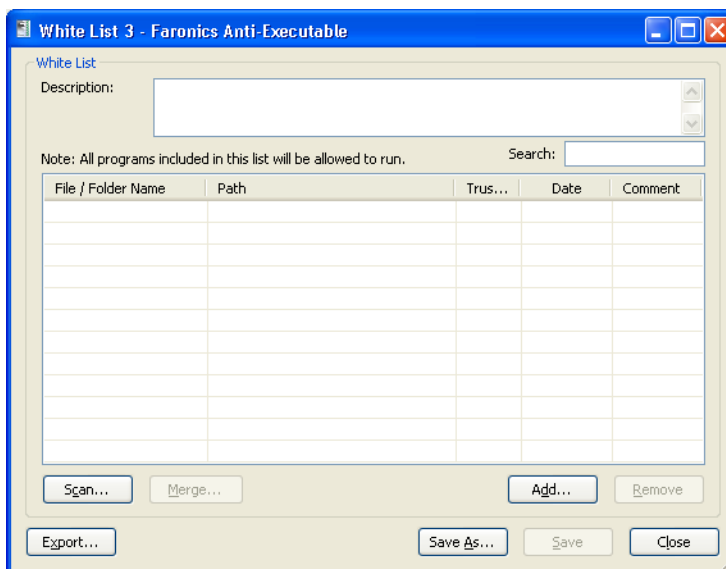 White List 3 - Faronics Anti-Executable
White List
Description:
Note: All programs included in this list will be allowed to run.
Search:
File / Folder Name Path Trus... Date Comment
Scan... Merge... Add... Remove
Export... Save As... Save Close